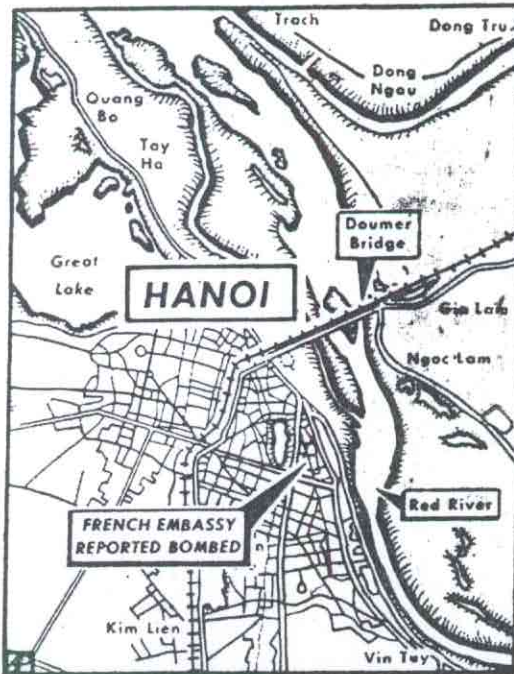 Trach
Dong Tru
Dong
Ngau
Quang
Bo
Tay
Ha
Doumer
Bridge
Great
Lake
HANOI
Gia Lam
Ngoc Lam
FRENCH EMBASSY
REPORTED BOMBED
Red River
Kim Lien
Vin Tuy